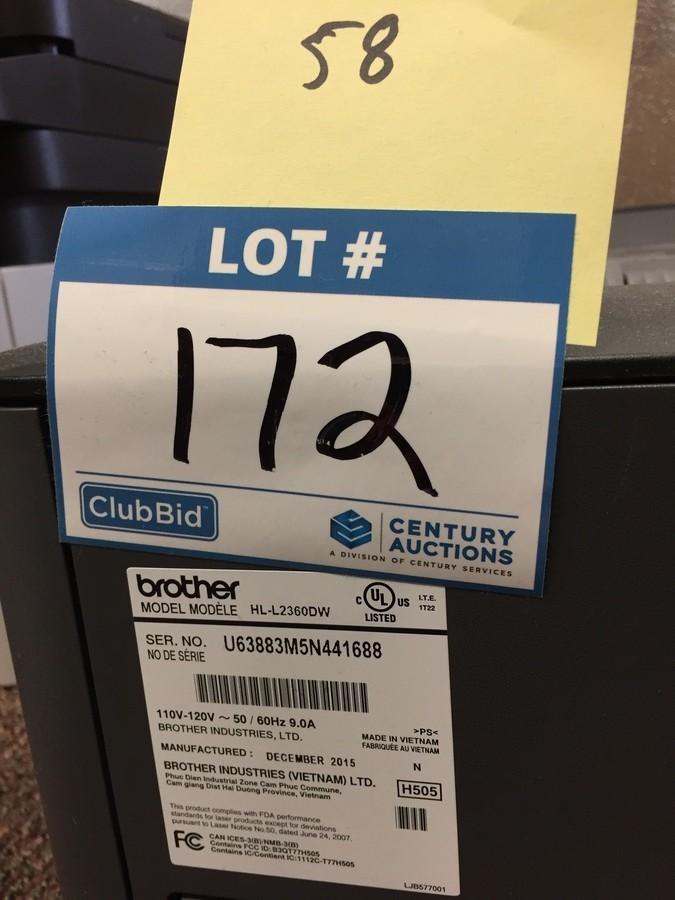 58
LOT #
172
ClubBid™
CENTURY
AUCTIONS
A DIVISION OF CENTURY SERVICES
brother
MODEL MODÈLE HL-L2360DW
C UL US
LISTED
I.T.E.
1T22
SER. NO. U63883M5N441688
NO DE SÉRIE
110V-120V ~ 50 / 60Hz 9.0A
BROTHER INDUSTRIES, LTD.
>PS<
MADE IN VIETNAM
FABRIQUÉE AU VIETNAM
MANUFACTURED : DECEMBER 2015
N
BROTHER INDUSTRIES (VIETNAM) LTD.
Phuc Dien Industrial Zone Cam Phuc Commune,
Cam giang Dist Hai Duong Province, Vietnam
H505
This product complies with FDA performance
standards for laser products except for deviations
pursuant to Laser Notice No.50, dated June 24, 2007.
FC CAN ICES-3(B)/NMB-3(B)
Contains FCC ID: B3QT77H505
Contains IC/Contient IC:1112C-T77H505
LJB577001